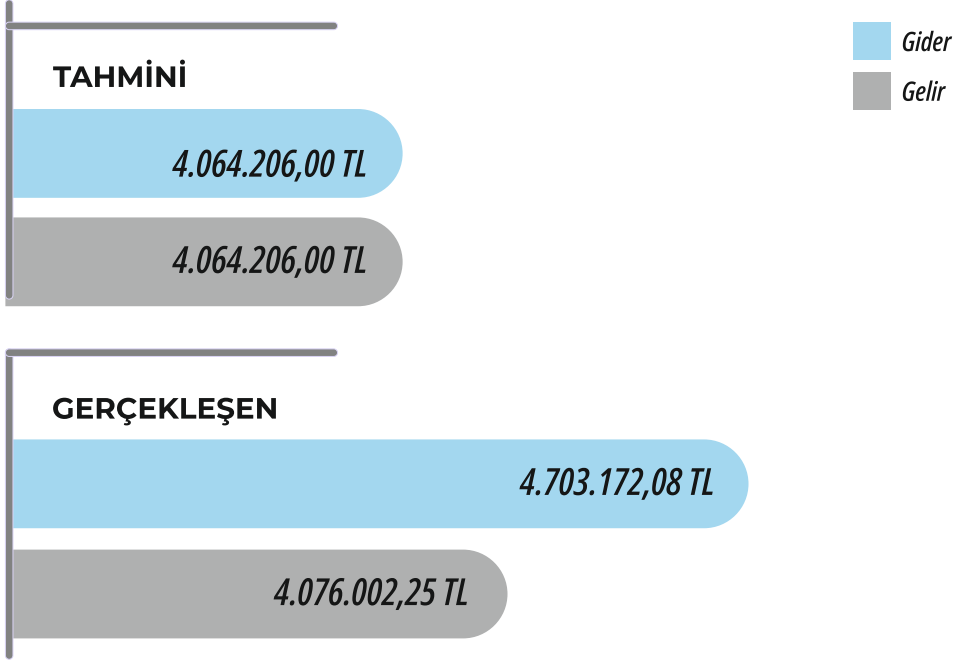 Gider
Gelir
TAHMİNİ
4.064.206,00 TL
4.064.206,00 TL
GERÇEKLEŞEN
4.703.172,08 TL
4.076.002,25 TL